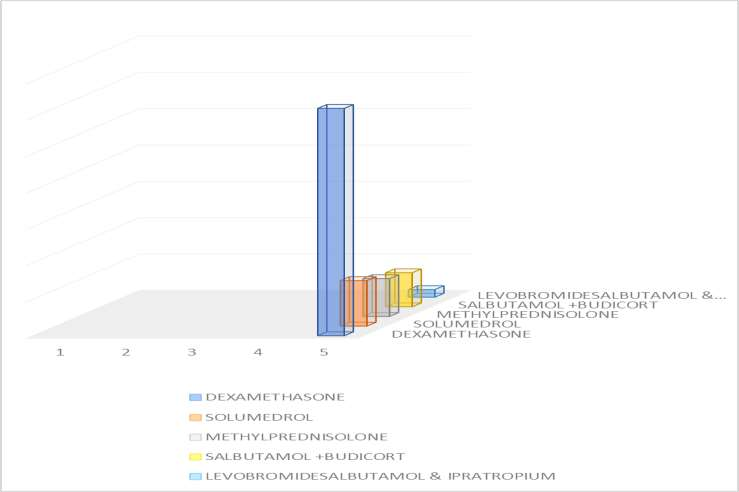 LEVOBROMIDESALBUTAMOL &...
SALBUTAMOL +BUDICORT
METHYLPREDNISOLONE
SOLUMEDROL
DEXAMETHASONE
1 2 3 4 5
DEXAMETHASONE
SOLUMEDROL
METHYLPREDNISOLONE
SALBUTAMOL +BUDICORT
LEVOBROMIDESALBUTAMOL & IPRATROPIUM